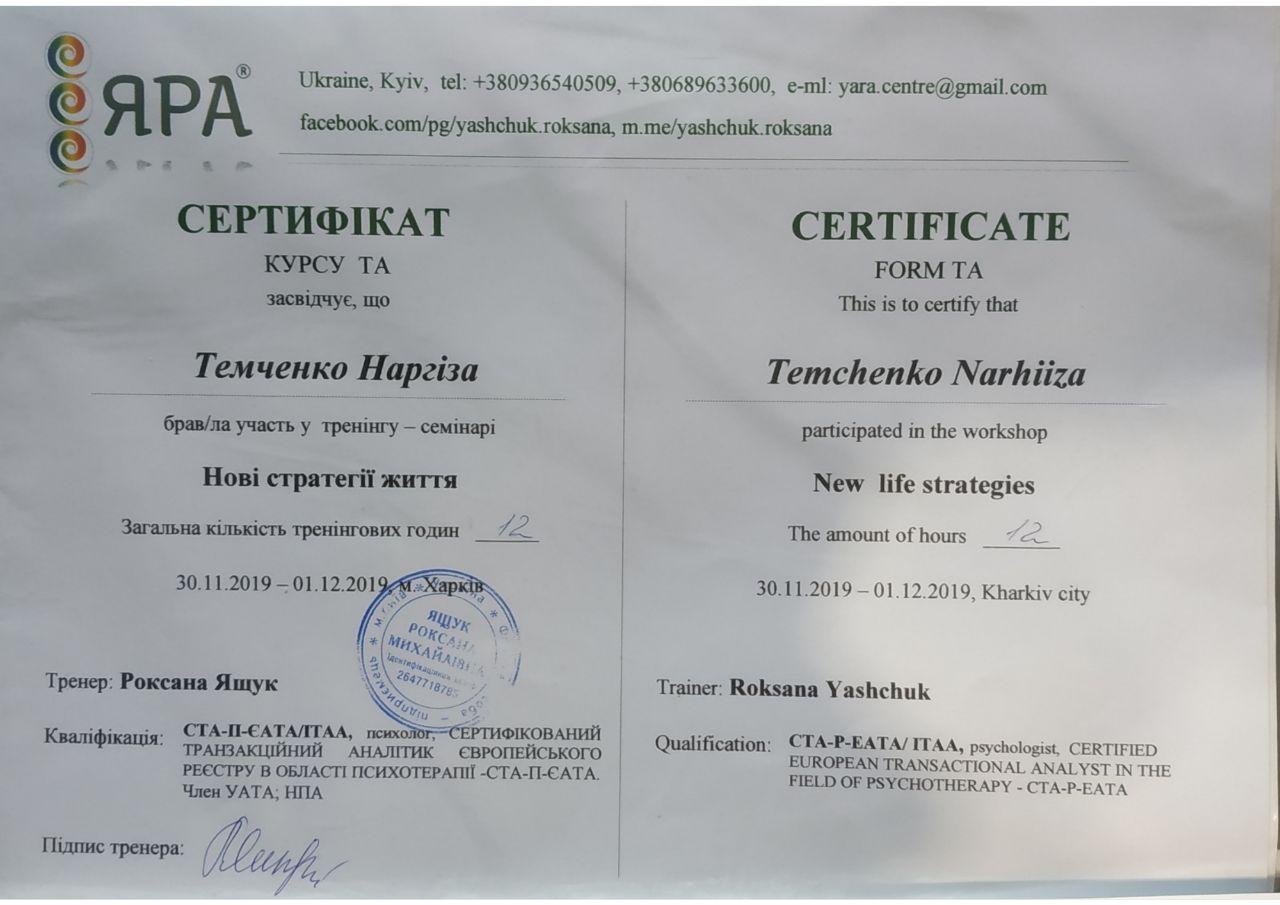 ЯРА®
Ukraine, Kyiv, tel: +380936540509, +380689633600, e-ml: yara.centre@gmail.com
facebook.com/pg/yashchuk.roksana, m.me/yashchuk.roksana
СЕРТИФІКАТ
КУРСУ ТА
засвідчує, що
Темченко Наргіза
брав/ла участь у тренінгу – семінарі
Нові стратегії життя
Загальна кількість тренінгових годин 12
30.11.2019 – 01.12.2019, м. Харків
ЯЩУК
РОКСАНА
МИХАЙЛІВНА
2647718785
Тренер: Роксана Ящук
Кваліфікація: СТА-П-ЄАТА/ІТАА, психолог, СЕРТИФІКОВАНИЙ
ТРАНЗАКЦІЙНИЙ АНАЛІТИК ЄВРОПЕЙСЬКОГО
РЕЄСТРУ В ОБЛАСТІ ПСИХОТЕРАПІЇ -СТА-П-ЄАТА.
Член УАТА; НПА
Підпис тренера:
CERTIFICATE
FORM TA
This is to certify that
Temchenko Narhiiza
participated in the workshop
New life strategies
The amount of hours 12
30.11.2019 – 01.12.2019, Kharkiv city
Trainer: Roksana Yashchuk
Qualification: CTA-P-EATA/ ITAA, psychologist, CERTIFIED
EUROPEAN TRANSACTIONAL ANALYST IN THE
FIELD OF PSYCHOTHERAPY - CTA-P-EATA